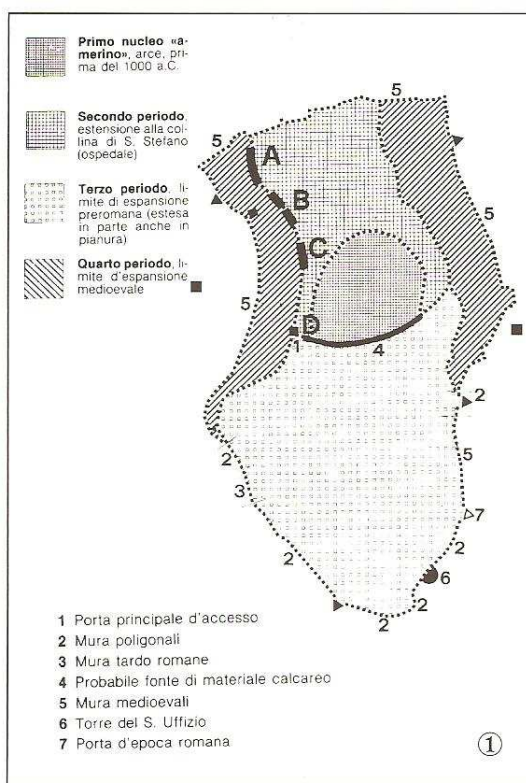 Primo nucleo «a-
merino», arce, pri-
ma del 1000 a.C.
Secondo periodo,
estensione alla col-
lina di S. Stefano
(ospedale)
Terzo periodo, li-
mite di espansione
preromana (estesa
in parte anche in
pianura)
Quarto periodo, li-
mite d'espansione
medioevale
5
5
A
B
5
C
5
D
1
4
2
2
5
3
7
2
2
6
2
2
1 Porta principale d'accesso
2 Mura poligonali
3 Mura tardo romane
4 Probabile fonte di materiale calcareo
5 Mura medioevali
6 Torre del S. Uffizio
7 Porta d'epoca romana
①